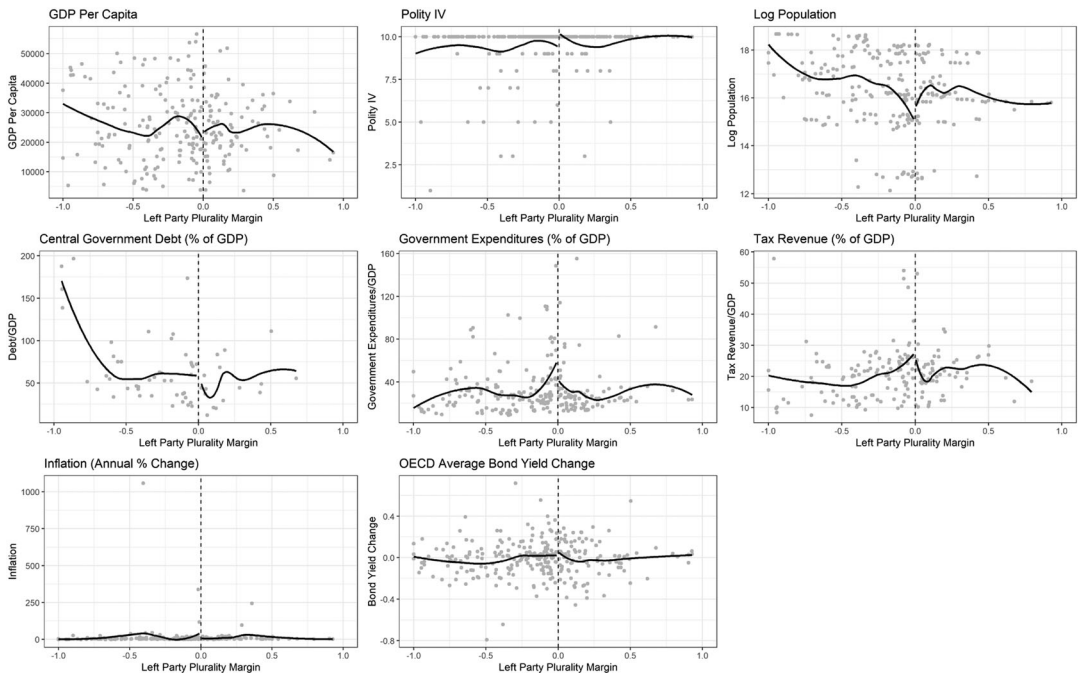 GDP Per Capita
GDP Per Capita
50000
40000
30000
20000
10000
-1.0 -0.5 0.0 0.5 1.0
Left Party Plurality Margin
Polity IV
Polity IV
10.0
7.5
5.0
2.5
-1.0 -0.5 0.0 0.5 1.0
Left Party Plurality Margin
Log Population
Log Population
18
16
14
12
-1.0 -0.5 0.0 0.5 1.0
Left Party Plurality Margin
Central Government Debt (% of GDP)
Debt/GDP
200
150
100
50
-1.0 -0.5 0.0 0.5 1.0
Left Party Plurality Margin
Government Expenditures (% of GDP)
Government Expenditures/GDP
160
120
80
40
-1.0 -0.5 0.0 0.5 1.0
Left Party Plurality Margin
Tax Revenue (% of GDP)
Tax Revenue/GDP
60
50
40
30
20
10
-1.0 -0.5 0.0 0.5 1.0
Left Party Plurality Margin
Inflation (Annual % Change)
Inflation
1000
750
500
250
0
-1.0 -0.5 0.0 0.5 1.0
Left Party Plurality Margin
OECD Average Bond Yield Change
Bond Yield Change
0.4
0.0
-0.4
-0.8
-1.0 -0.5 0.0 0.5 1.0
Left Party Plurality Margin